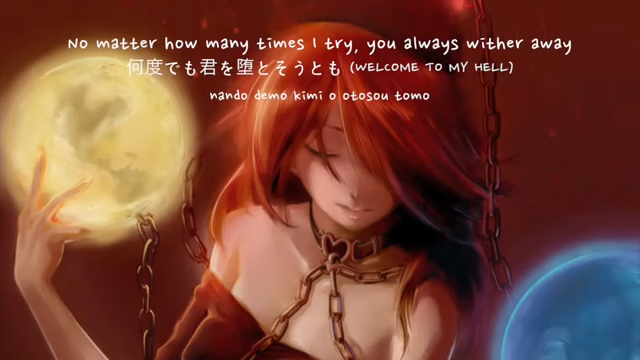 No matter how many times I try, you always wither away
何度でも君を堕とそうとも (WELCOME TO MY HELL)
nando demo kimi o otosou tomo